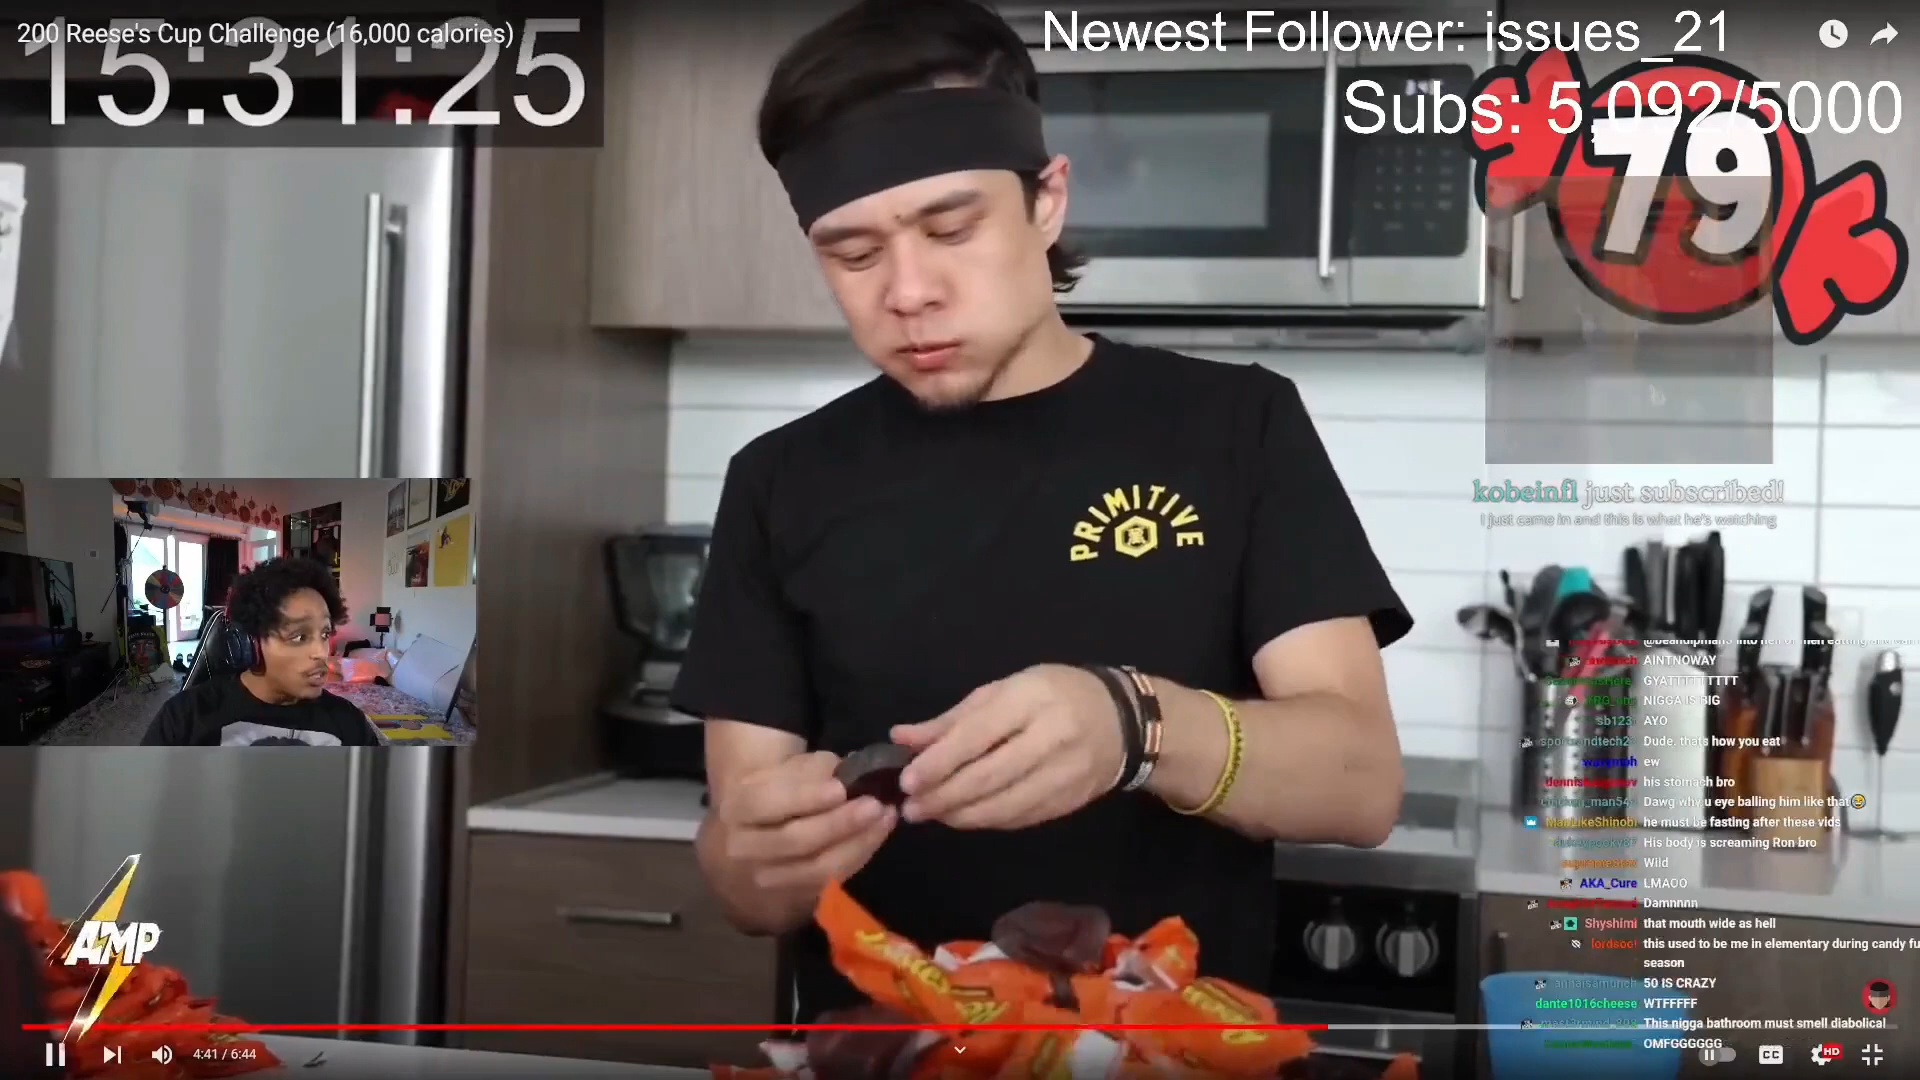 200 Reese's Cup Challenge (16,000 calories)
15:31:25
Newest Follower: issues_21
Subs: 5,092/5000
79
PRIMITIVE
kobeinfl just subscribed!
I just came in and this is what he's watching
AINTNOWAY
GYATTTTTTTT
NIGGA IS BIG
sb123 AYO
Dude. thats how you eat
ew
his stomach bro
Dawg why u eye balling him like that
he must be fasting after these vids
His body is screaming Ron bro
Wild
AKA_Cure LMAOO
Damnnnn
Shyshimi that mouth wide as hell
this used to be me in elementary during candy fu
season
50 IS CRAZY
dante1016cheese WTFFFFF
This nigga bathroom must smell diabolical
OMFGGGGGG
AMP
4:41 / 6:44
CC
HD